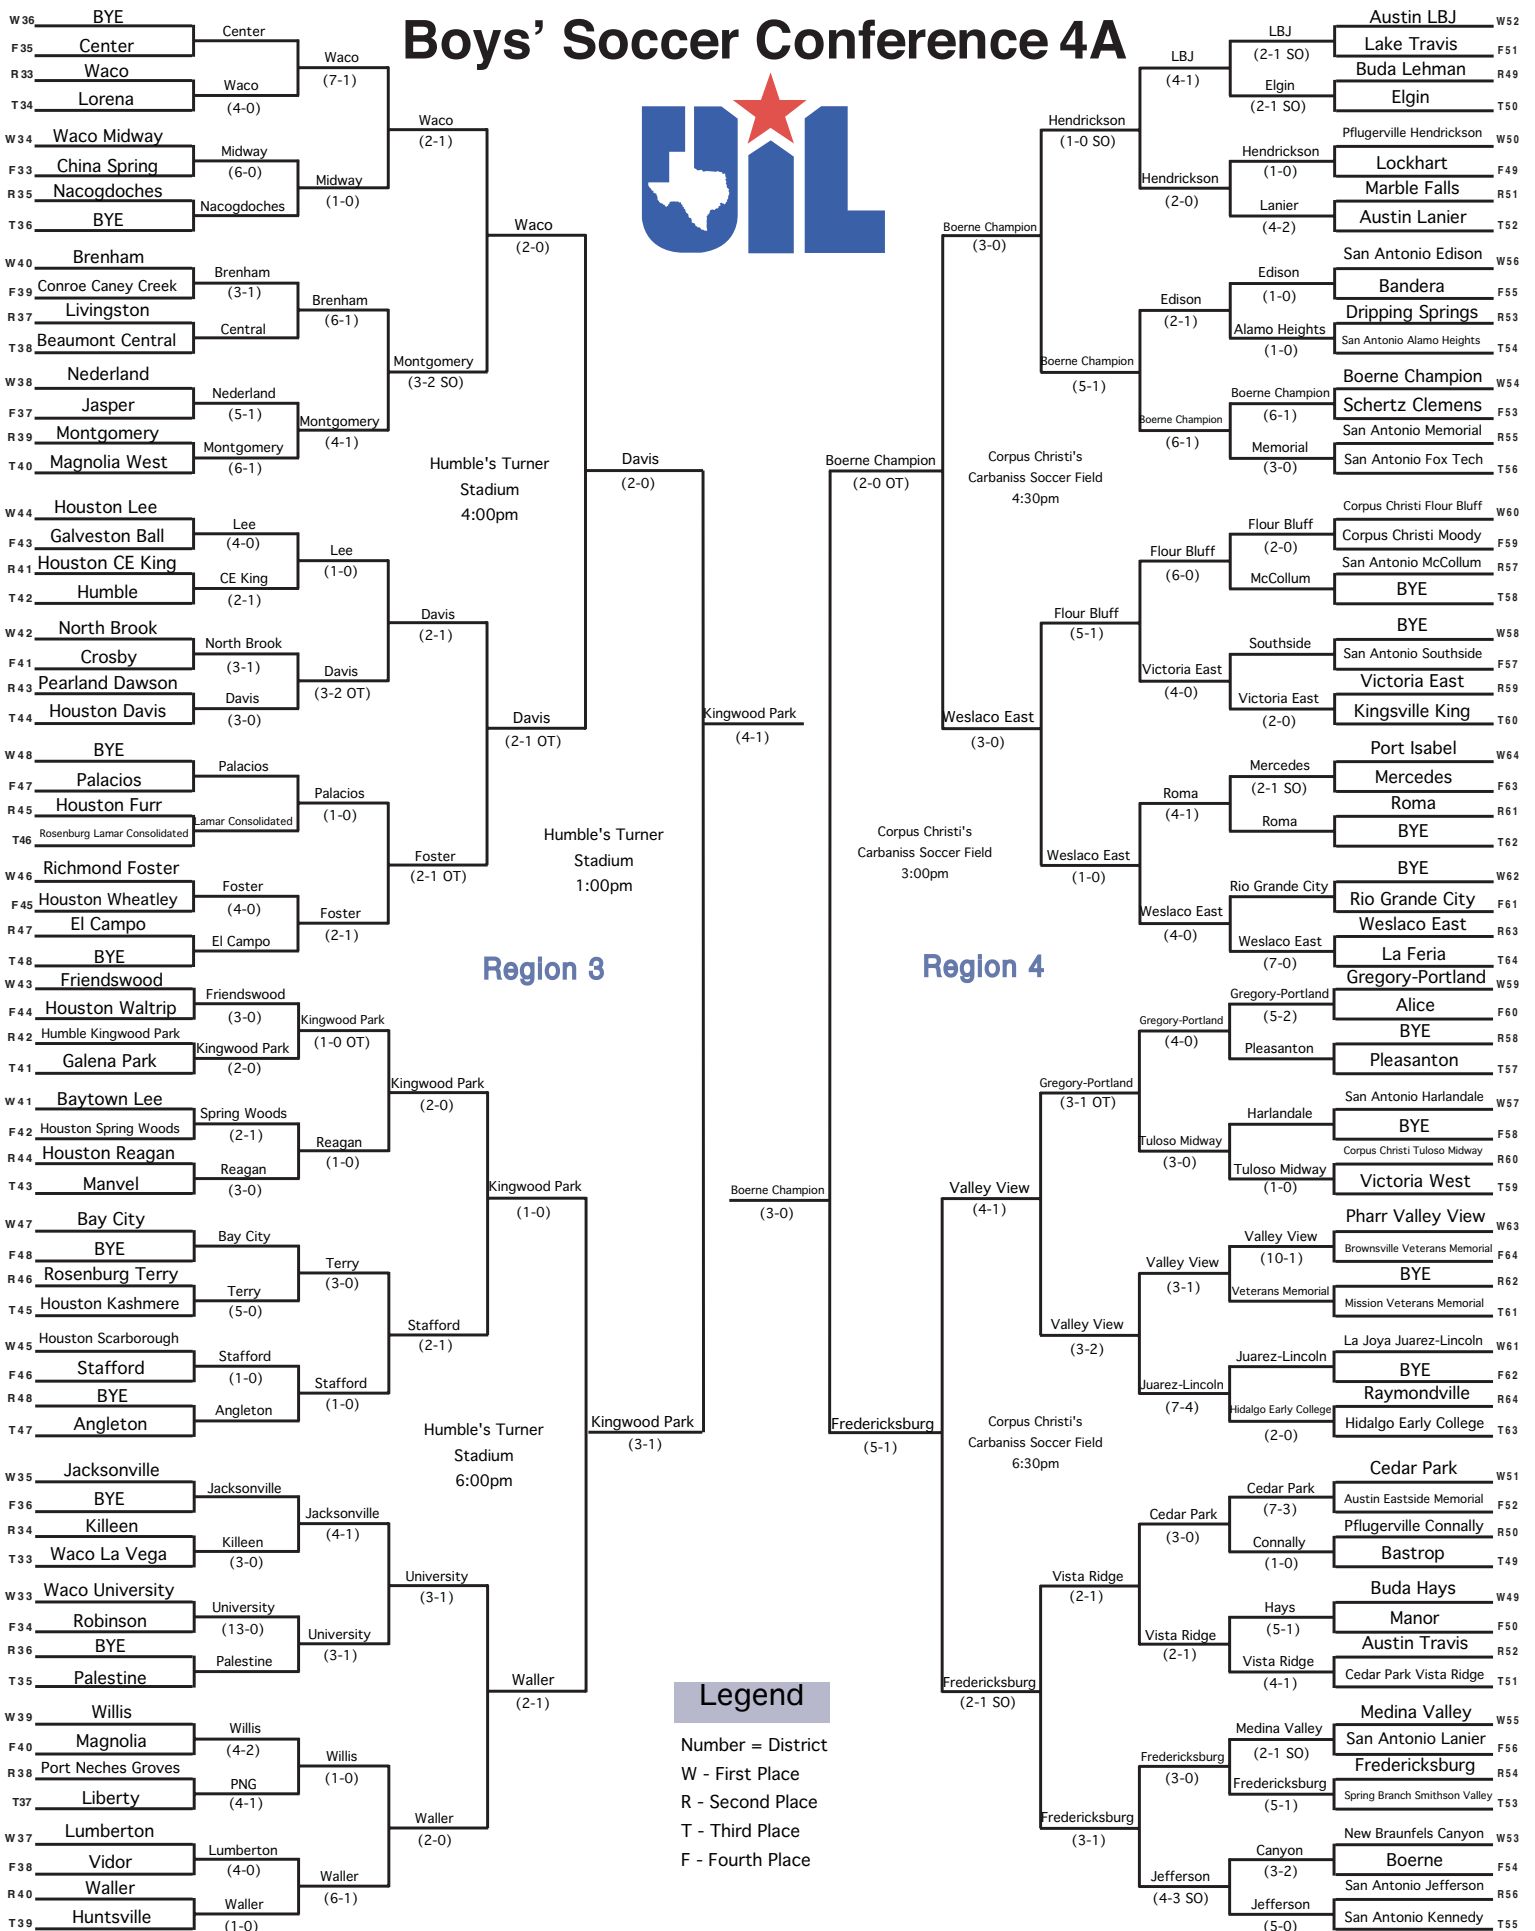 Boys' Soccer Conference 4A
UIL
W36 BYE
F35 Center
R33 Waco
T34 Lorena
W34 Waco Midway
F33 China Spring
R35 Nacogdoches
T36 BYE
W40 Brenham
F39 Conroe Caney Creek
R37 Livingston
T38 Beaumont Central
W38 Nederland
F37 Jasper
R39 Montgomery
T40 Magnolia West
W44 Houston Lee
F43 Galveston Ball
R41 Houston CE King
T42 Humble
W42 North Brook
F41 Crosby
R43 Pearland Dawson
T44 Houston Davis
W48 BYE
F47 Palacios
R45 Houston Furr
T46 Rosenburg Lamar Consolidated
W46 Richmond Foster
F45 Houston Wheatley
R47 El Campo
T48 BYE
W43 Friendswood
F44 Houston Waltrip
R42 Humble Kingwood Park
T41 Galena Park
W41 Baytown Lee
F42 Houston Spring Woods
R44 Houston Reagan
T43 Manvel
W47 Bay City
F48 BYE
R46 Rosenburg Terry
T45 Houston Kashmere
W45 Houston Scarborough
F46 Stafford
R48 BYE
T47 Angleton
W35 Jacksonville
F36 BYE
R34 Killeen
T33 Waco La Vega
W33 Waco University
F34 Robinson
R36 BYE
T35 Palestine
W39 Willis
F40 Magnolia
R38 Port Neches Groves
T37 Liberty
W37 Lumberton
F38 Vidor
R40 Waller
T39 Huntsville
Center
Waco
(4-0)
Midway
(6-0)
Nacogdoches
Brenham
(3-1)
Central
Nederland
(5-1)
Montgomery
(6-1)
Lee
(4-0)
CE King
(2-1)
North Brook
(3-1)
Davis
(3-0)
Palacios
Lamar Consolidated
Foster
(4-0)
El Campo
Friendswood
(3-0)
Kingwood Park
(2-0)
Spring Woods
(2-1)
Reagan
(3-0)
Bay City
Terry
(5-0)
Stafford
(1-0)
Angleton
Jacksonville
Killeen
(3-0)
University
(13-0)
Palestine
Willis
(4-2)
PNG
(4-1)
Lumberton
(4-0)
Waller
(1-0)
Waco
(7-1)
Midway
(1-0)
Brenham
(6-1)
Montgomery
(4-1)
Lee
(1-0)
Davis
(3-2 OT)
Palacios
(1-0)
Foster
(2-1)
Kingwood Park
(1-0 OT)
Reagan
(1-0)
Terry
(3-0)
Stafford
(1-0)
Jacksonville
(4-1)
University
(3-1)
Willis
(1-0)
Waller
(6-1)
Waco
(2-1)
Montgomery
(3-2 SO)
Davis
(2-1)
Foster
(2-1 OT)
Kingwood Park
(2-0)
Stafford
(2-1)
University
(3-1)
Waller
(2-0)
Waco
(2-0)
Davis
(2-1 OT)
Kingwood Park
(1-0)
Waller
(2-1)
Humble's Turner
Stadium
4:00pm
Davis
(2-0)
Humble's Turner
Stadium
1:00pm
Humble's Turner
Stadium
6:00pm
Kingwood Park
(3-1)
Kingwood Park
(4-1)
Region 3
Region 4
Boerne Champion
(3-0)
Boerne Champion
(2-0 OT)
Fredericksburg
(5-1)
Corpus Christi's
Carbaniss Soccer Field
4:30pm
Corpus Christi's
Carbaniss Soccer Field
3:00pm
Corpus Christi's
Carbaniss Soccer Field
6:30pm
Boerne Champion
(3-0)
Weslaco East
(3-0)
Valley View
(4-1)
Fredericksburg
(2-1 SO)
Hendrickson
(1-0 SO)
Boerne Champion
(5-1)
Flour Bluff
(5-1)
Weslaco East
(1-0)
Gregory-Portland
(3-1 OT)
Valley View
(3-2)
Vista Ridge
(2-1)
Fredericksburg
(3-1)
LBJ
(4-1)
Hendrickson
(2-0)
Edison
(2-1)
Boerne Champion
(6-1)
Flour Bluff
(6-0)
Victoria East
(4-0)
Roma
(4-1)
Weslaco East
(4-0)
Gregory-Portland
(4-0)
Tuloso Midway
(3-0)
Valley View
(3-1)
Juarez-Lincoln
(7-4)
Cedar Park
(3-0)
Vista Ridge
(2-1)
Fredericksburg
(3-0)
Jefferson
(4-3 SO)
LBJ
(2-1 SO)
Elgin
(2-1 SO)
Hendrickson
(1-0)
Lanier
(4-2)
Edison
(1-0)
Alamo Heights
(1-0)
Boerne Champion
(6-1)
Memorial
(3-0)
Flour Bluff
(2-0)
McCollum
Southside
Victoria East
(2-0)
Mercedes
(2-1 SO)
Roma
Rio Grande City
Weslaco East
(7-0)
Gregory-Portland
(5-2)
Pleasanton
Harlandale
Tuloso Midway
(1-0)
Valley View
(10-1)
Veterans Memorial
Juarez-Lincoln
Hidalgo Early College
(2-0)
Cedar Park
(7-3)
Connally
(1-0)
Hays
(5-1)
Vista Ridge
(4-1)
Medina Valley
(2-1 SO)
Fredericksburg
(5-1)
Canyon
(3-2)
Jefferson
(5-0)
Austin LBJ W52
Lake Travis F51
Buda Lehman R49
Elgin T50
Pflugerville Hendrickson W50
Lockhart F49
Marble Falls R51
Austin Lanier T52
San Antonio Edison W56
Bandera F55
Dripping Springs R53
San Antonio Alamo Heights T54
Boerne Champion W54
Schertz Clemens F53
San Antonio Memorial R55
San Antonio Fox Tech T56
Corpus Christi Flour Bluff W60
Corpus Christi Moody F59
San Antonio McCollum R57
BYE T58
BYE W58
San Antonio Southside F57
Victoria East R59
Kingsville King T60
Port Isabel W64
Mercedes F63
Roma R61
BYE T62
BYE W62
Rio Grande City F61
Weslaco East R63
La Feria T64
Gregory-Portland W59
Alice F60
BYE R58
Pleasanton T57
San Antonio Harlandale W57
BYE F58
Corpus Christi Tuloso Midway R60
Victoria West T59
Pharr Valley View W63
Brownsville Veterans Memorial F64
BYE R62
Mission Veterans Memorial T61
La Joya Juarez-Lincoln W61
BYE F62
Raymondville R64
Hidalgo Early College T63
Cedar Park W51
Austin Eastside Memorial F52
Pflugerville Connally R50
Bastrop T49
Buda Hays W49
Manor F50
Austin Travis R52
Cedar Park Vista Ridge T51
Medina Valley W55
San Antonio Lanier F56
Fredericksburg R54
Spring Branch Smithson Valley T53
New Braunfels Canyon W53
Boerne F54
San Antonio Jefferson R56
San Antonio Kennedy T55
Legend
Number = District
W - First Place
R - Second Place
T - Third Place
F - Fourth Place